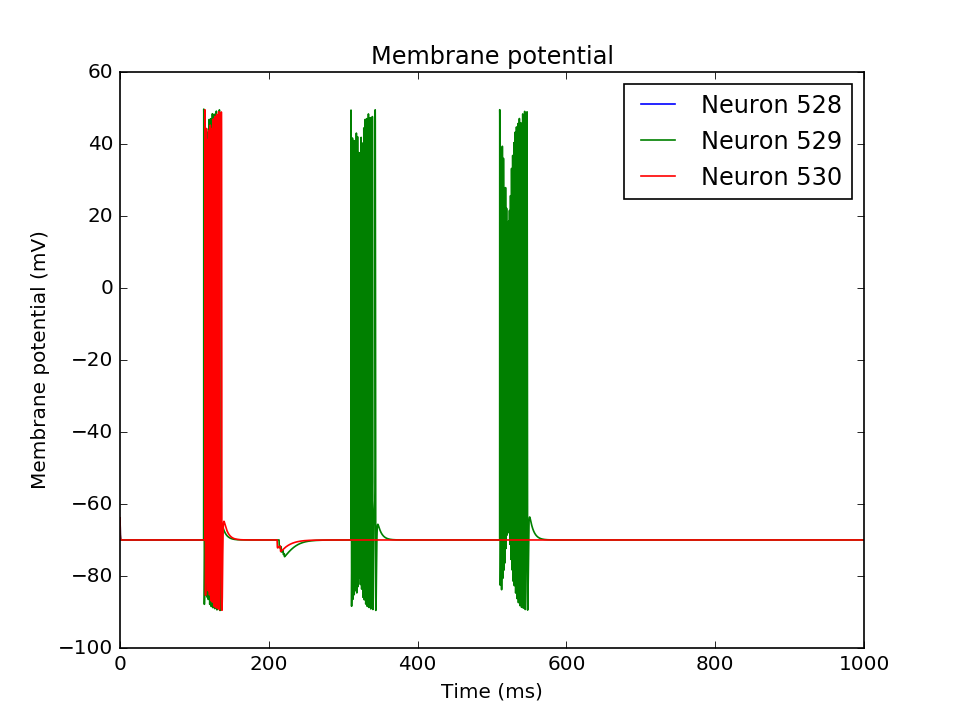 Membrane potential
60
40
20
0
−20
−40
−60
−80
−100
Membrane potential (mV)
Neuron 528
Neuron 529
Neuron 530
0 200 400 600 800 1000
Time (ms)